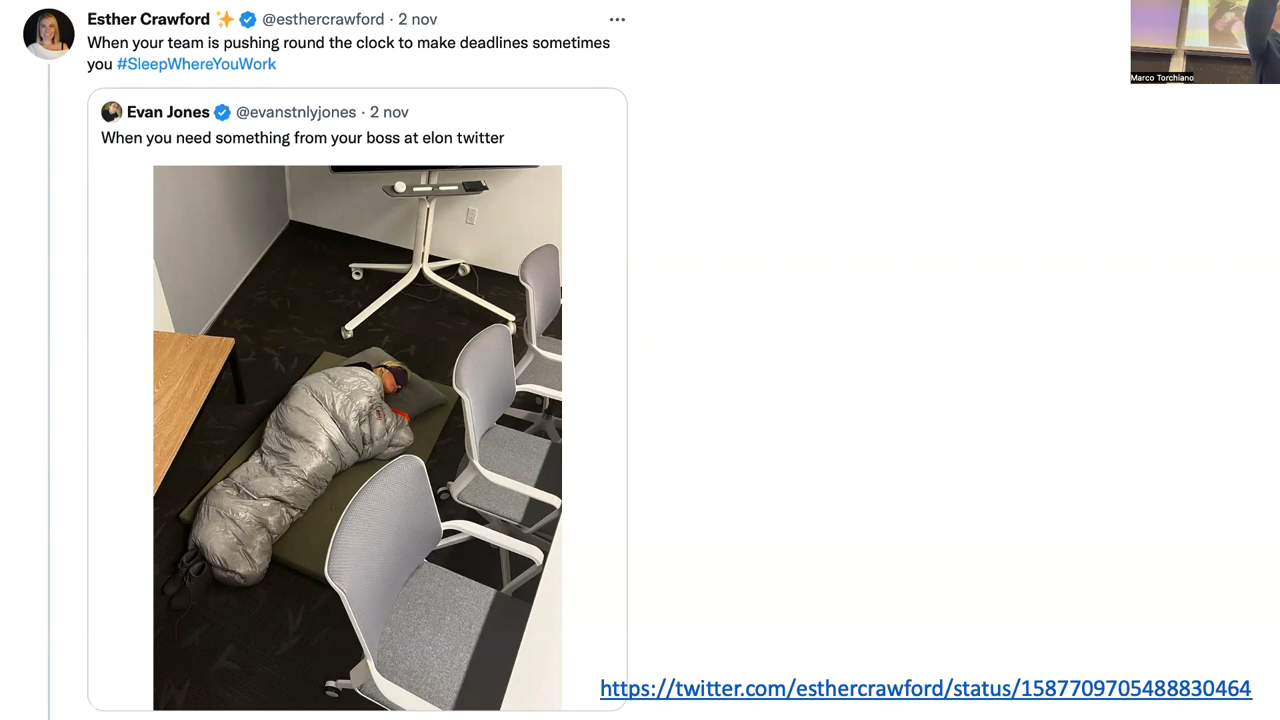 Esther Crawford ✨ @esthercrawford · 2 nov
When your team is pushing round the clock to make deadlines sometimes
you #SleepWhereYouWork
Evan Jones @evanstnlyjones · 2 nov
When you need something from your boss at elon twitter
https://twitter.com/esthercrawford/status/1587709705488830464
Marco Torchiano